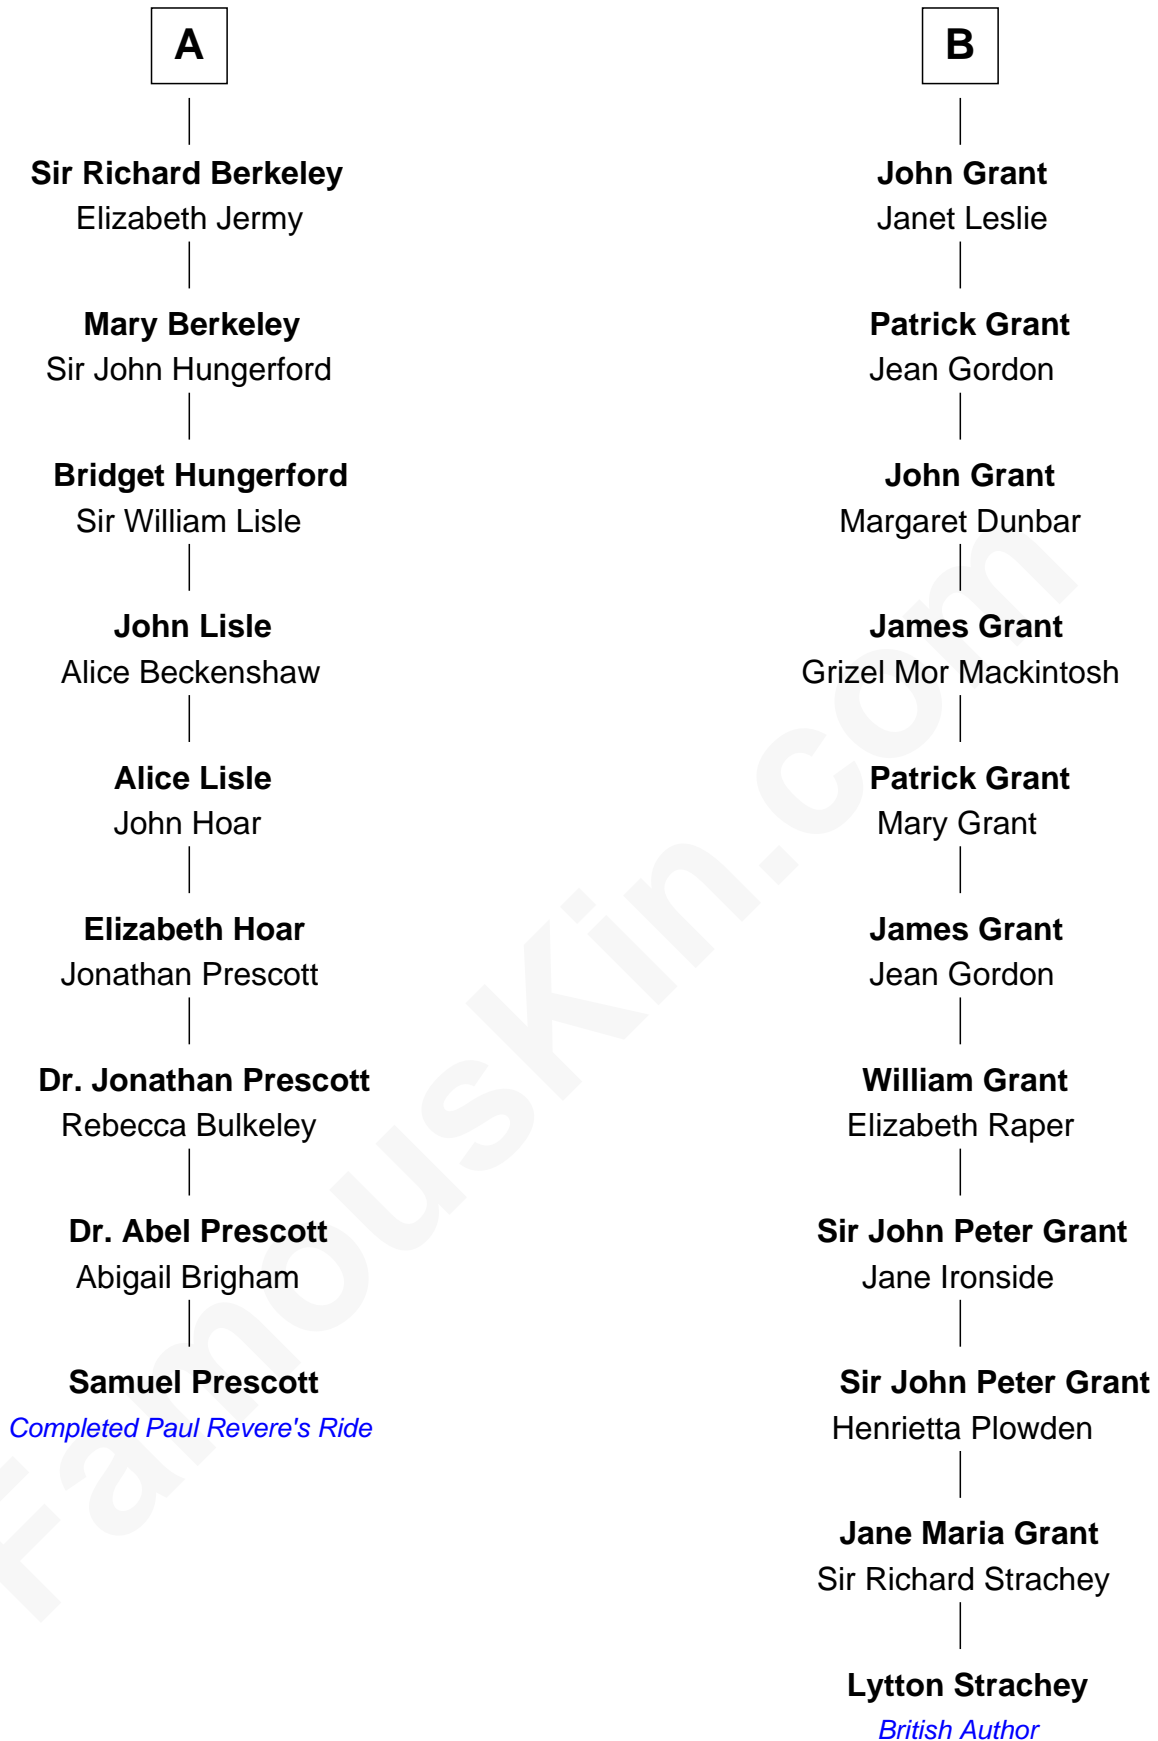 A
Sir Richard Berkeley
Elizabeth Jermy
Mary Berkeley
Sir John Hungerford
Bridget Hungerford
Sir William Lisle
John Lisle
Alice Beckenshaw
Alice Lisle
John Hoar
Elizabeth Hoar
Jonathan Prescott
Dr. Jonathan Prescott
Rebecca Bulkeley
Dr. Abel Prescott
Abigail Brigham
Samuel Prescott
Completed Paul Revere's Ride
B
John Grant
Janet Leslie
Patrick Grant
Jean Gordon
John Grant
Margaret Dunbar
James Grant
Grizel Mor Mackintosh
Patrick Grant
Mary Grant
James Grant
Jean Gordon
William Grant
Elizabeth Raper
Sir John Peter Grant
Jane Ironside
Sir John Peter Grant
Henrietta Plowden
Jane Maria Grant
Sir Richard Strachey
Lytton Strachey
British Author
FamousKin.com